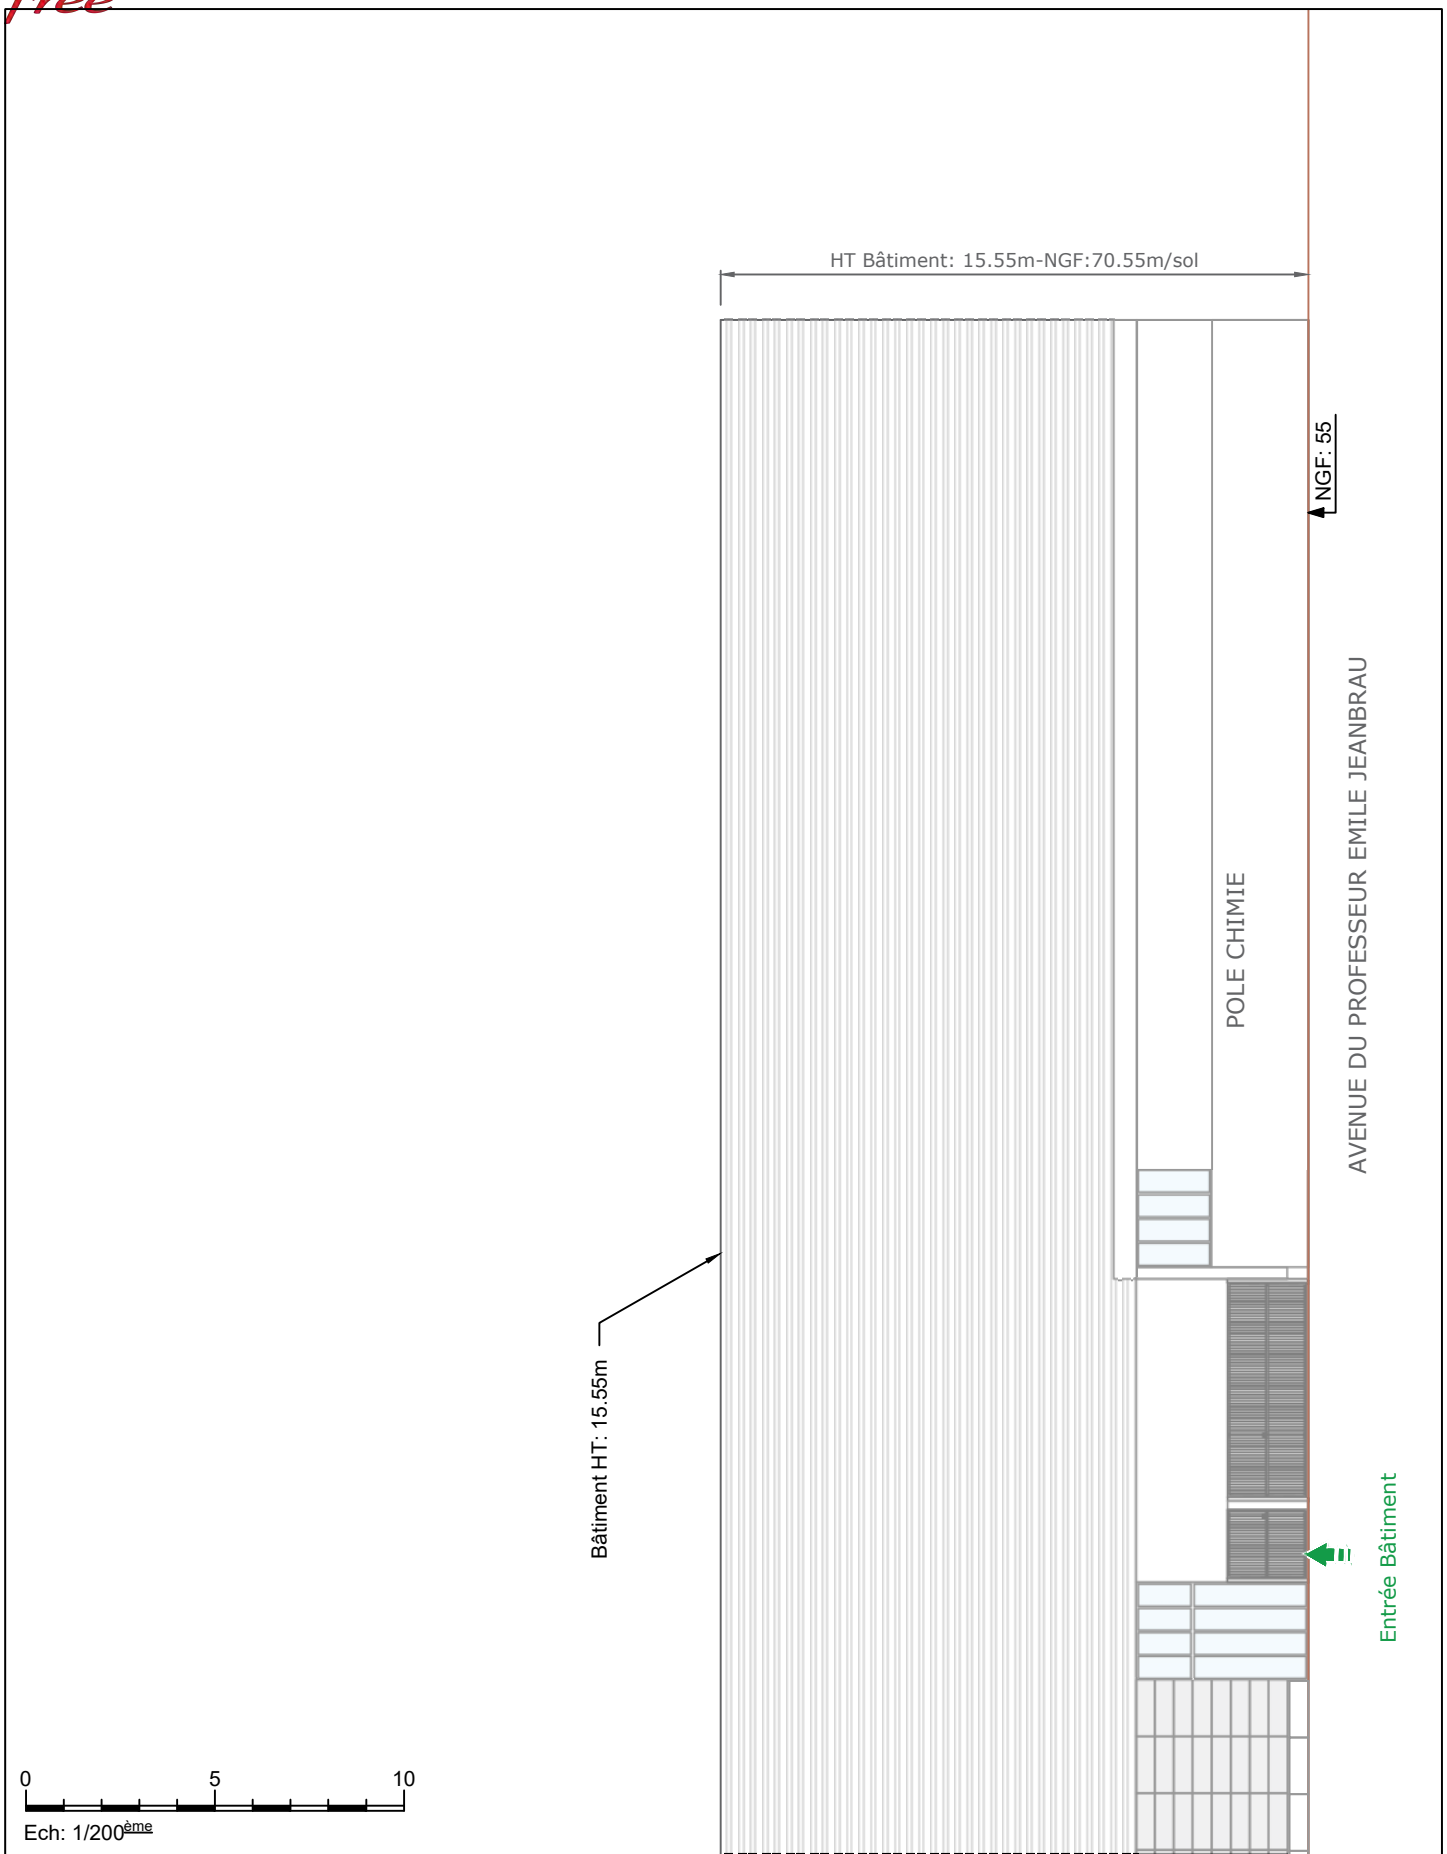 free
HT Bâtiment: 15.55m-NGF:70.55m/sol
NGF: 55
AVENUE DU PROFESSEUR EMILE JEANBRAU
POLE CHIMIE
Bâtiment HT: 15.55m
Entrée Bâtiment
0 5 10
Ech: 1/200ème